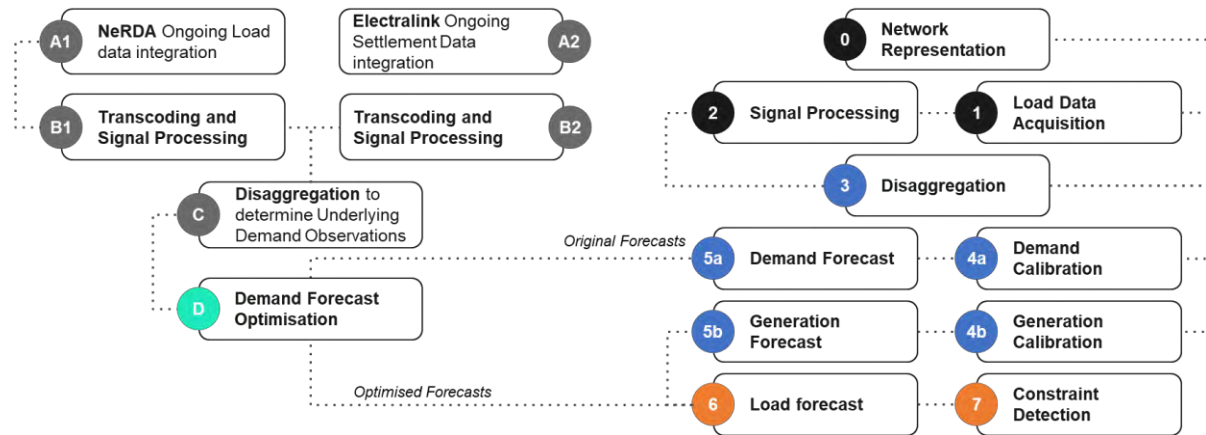 A1
NeRDA Ongoing Load
data integration
Electralink Ongoing
Settlement Data
integration
A2
B1
Transcoding and
Signal Processing
Transcoding and
Signal Processing
B2
C
Disaggregation to
determine Underlying
Demand Observations
D
Demand Forecast
Optimisation
Original Forecasts
Optimised Forecasts
0
Network
Representation
2
Signal Processing
1
Load Data
Acquisition
3
Disaggregation
5a
Demand Forecast
4a
Demand
Calibration
5b
Generation
Forecast
4b
Generation
Calibration
6
Load forecast
7
Constraint
Detection